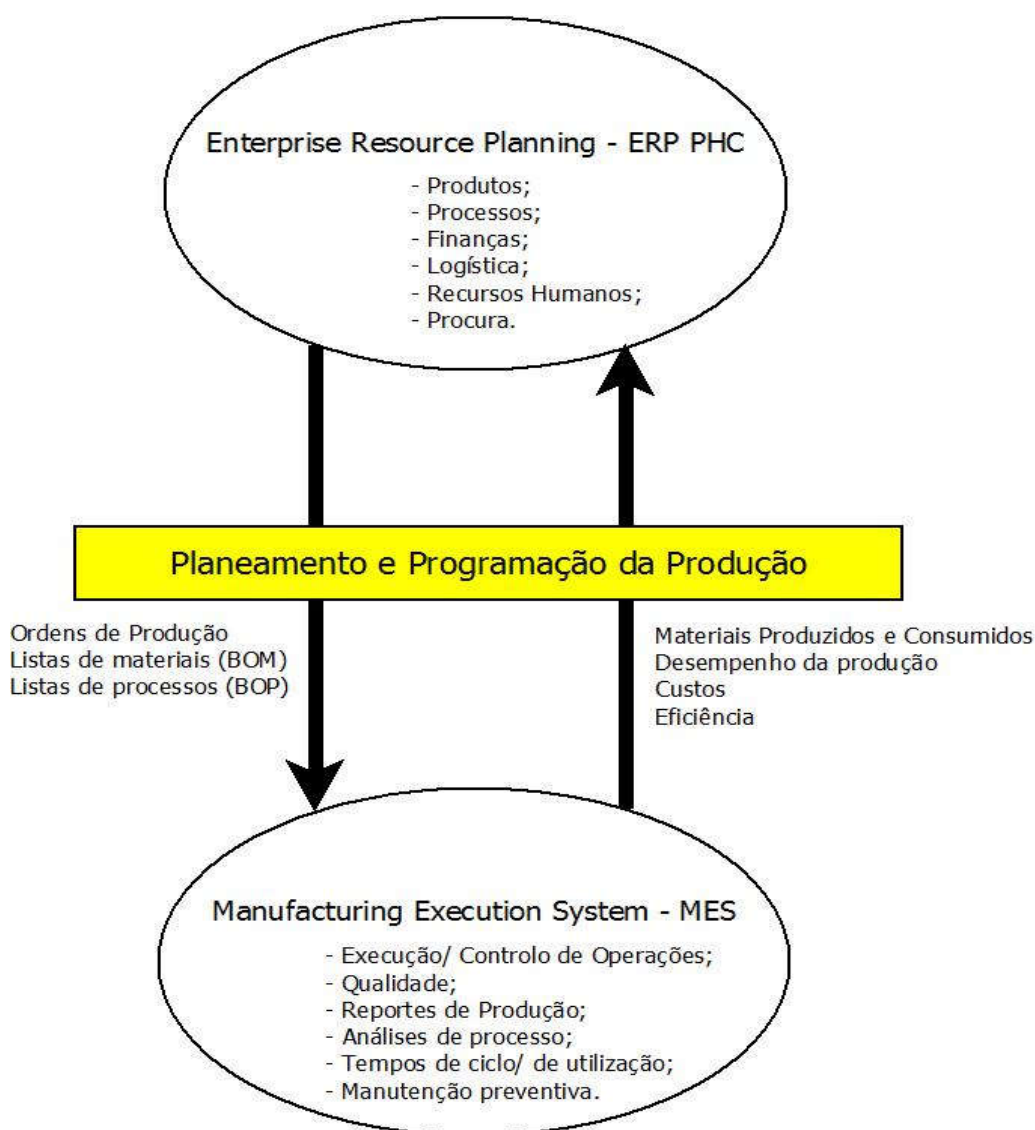 Enterprise Resource Planning - ERP PHC
- Produtos;
- Processos;
- Finanças;
- Logística;
- Recursos Humanos;
- Procura.
Planeamento e Programação da Produção
Ordens de Produção
Listas de materiais (BOM)
Listas de processos (BOP)
Materiais Produzidos e Consumidos
Desempenho da produção
Custos
Eficiência
Manufacturing Execution System - MES
- Execução/ Controlo de Operações;
- Qualidade;
- Reportes de Produção;
- Análises de processo;
- Tempos de ciclo/ de utilização;
- Manutenção preventiva.